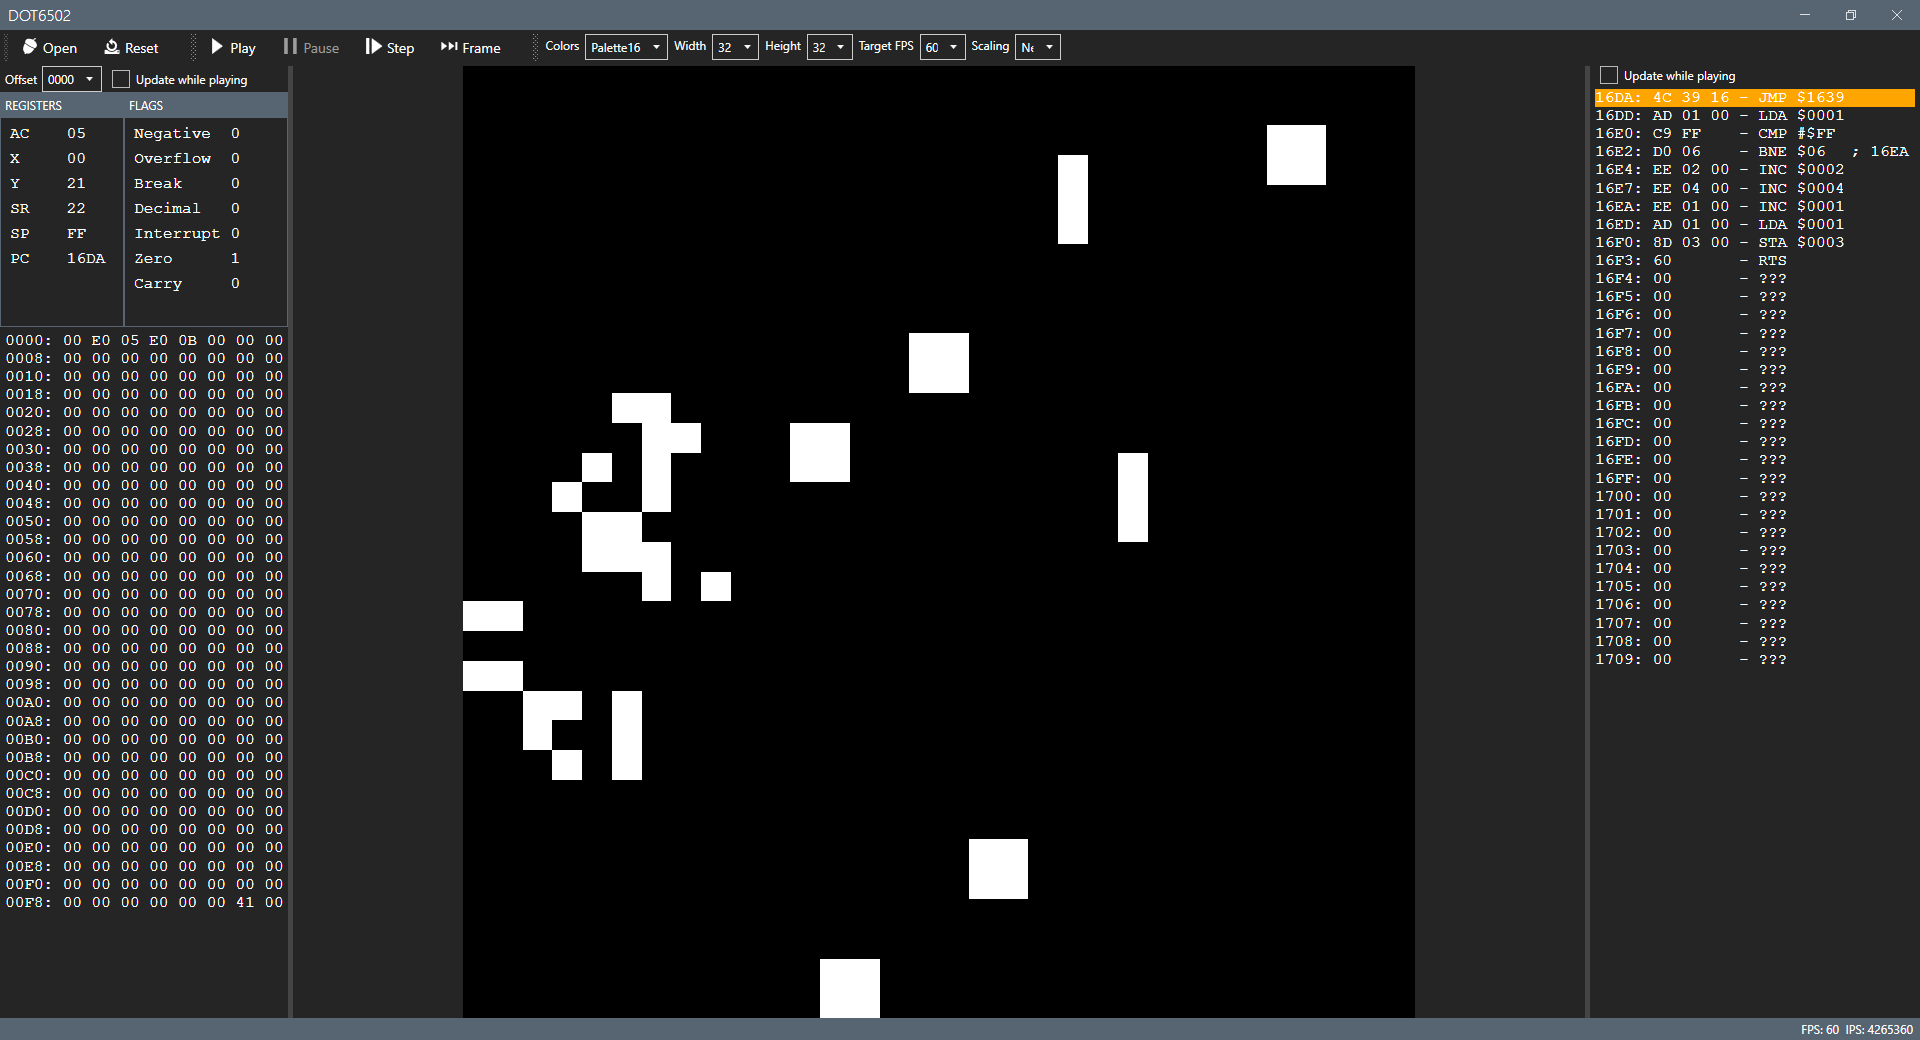 DOT6502
Open Reset Play Pause Step Frame Colors Palette16 Width 32 Height 32 Target FPS 60 Scaling
Offset 0000 Update while playing
REGISTERS FLAGS
AC 05 Negative 0
X 00 Overflow 0
Y 21 Break 0
SR 22 Decimal 0
SP FF Interrupt 0
PC 16DA Zero 1
Carry 0
0000: 00 E0 05 E0 0B 00 00 00
0008: 00 00 00 00 00 00 00 00
0010: 00 00 00 00 00 00 00 00
0018: 00 00 00 00 00 00 00 00
0020: 00 00 00 00 00 00 00 00
0028: 00 00 00 00 00 00 00 00
0030: 00 00 00 00 00 00 00 00
0038: 00 00 00 00 00 00 00 00
0040: 00 00 00 00 00 00 00 00
0048: 00 00 00 00 00 00 00 00
0050: 00 00 00 00 00 00 00 00
0058: 00 00 00 00 00 00 00 00
0060: 00 00 00 00 00 00 00 00
0068: 00 00 00 00 00 00 00 00
0070: 00 00 00 00 00 00 00 00
0078: 00 00 00 00 00 00 00 00
0080: 00 00 00 00 00 00 00 00
0088: 00 00 00 00 00 00 00 00
0090: 00 00 00 00 00 00 00 00
0098: 00 00 00 00 00 00 00 00
00A0: 00 00 00 00 00 00 00 00
00A8: 00 00 00 00 00 00 00 00
00B0: 00 00 00 00 00 00 00 00
00B8: 00 00 00 00 00 00 00 00
00C0: 00 00 00 00 00 00 00 00
00C8: 00 00 00 00 00 00 00 00
00D0: 00 00 00 00 00 00 00 00
00D8: 00 00 00 00 00 00 00 00
00E0: 00 00 00 00 00 00 00 00
00E8: 00 00 00 00 00 00 00 00
00F0: 00 00 00 00 00 00 00 00
00F8: 00 00 00 00 00 00 41 00
Update while playing
16DA: 4C 39 16 - JMP $1639
16DD: AD 01 00 - LDA $0001
16E0: C9 FF - CMP #$FF
16E2: D0 06 - BNE $06 ; 16EA
16E4: EE 02 00 - INC $0002
16E7: EE 04 00 - INC $0004
16EA: EE 01 00 - INC $0001
16ED: AD 01 00 - LDA $0001
16F0: 8D 03 00 - STA $0003
16F3: 60 - RTS
16F4: 00 - ???
16F5: 00 - ???
16F6: 00 - ???
16F7: 00 - ???
16F8: 00 - ???
16F9: 00 - ???
16FA: 00 - ???
16FB: 00 - ???
16FC: 00 - ???
16FD: 00 - ???
16FE: 00 - ???
16FF: 00 - ???
1700: 00 - ???
1701: 00 - ???
1702: 00 - ???
1703: 00 - ???
1704: 00 - ???
1705: 00 - ???
1706: 00 - ???
1707: 00 - ???
1708: 00 - ???
1709: 00 - ???
FPS: 60 IPS: 4265360